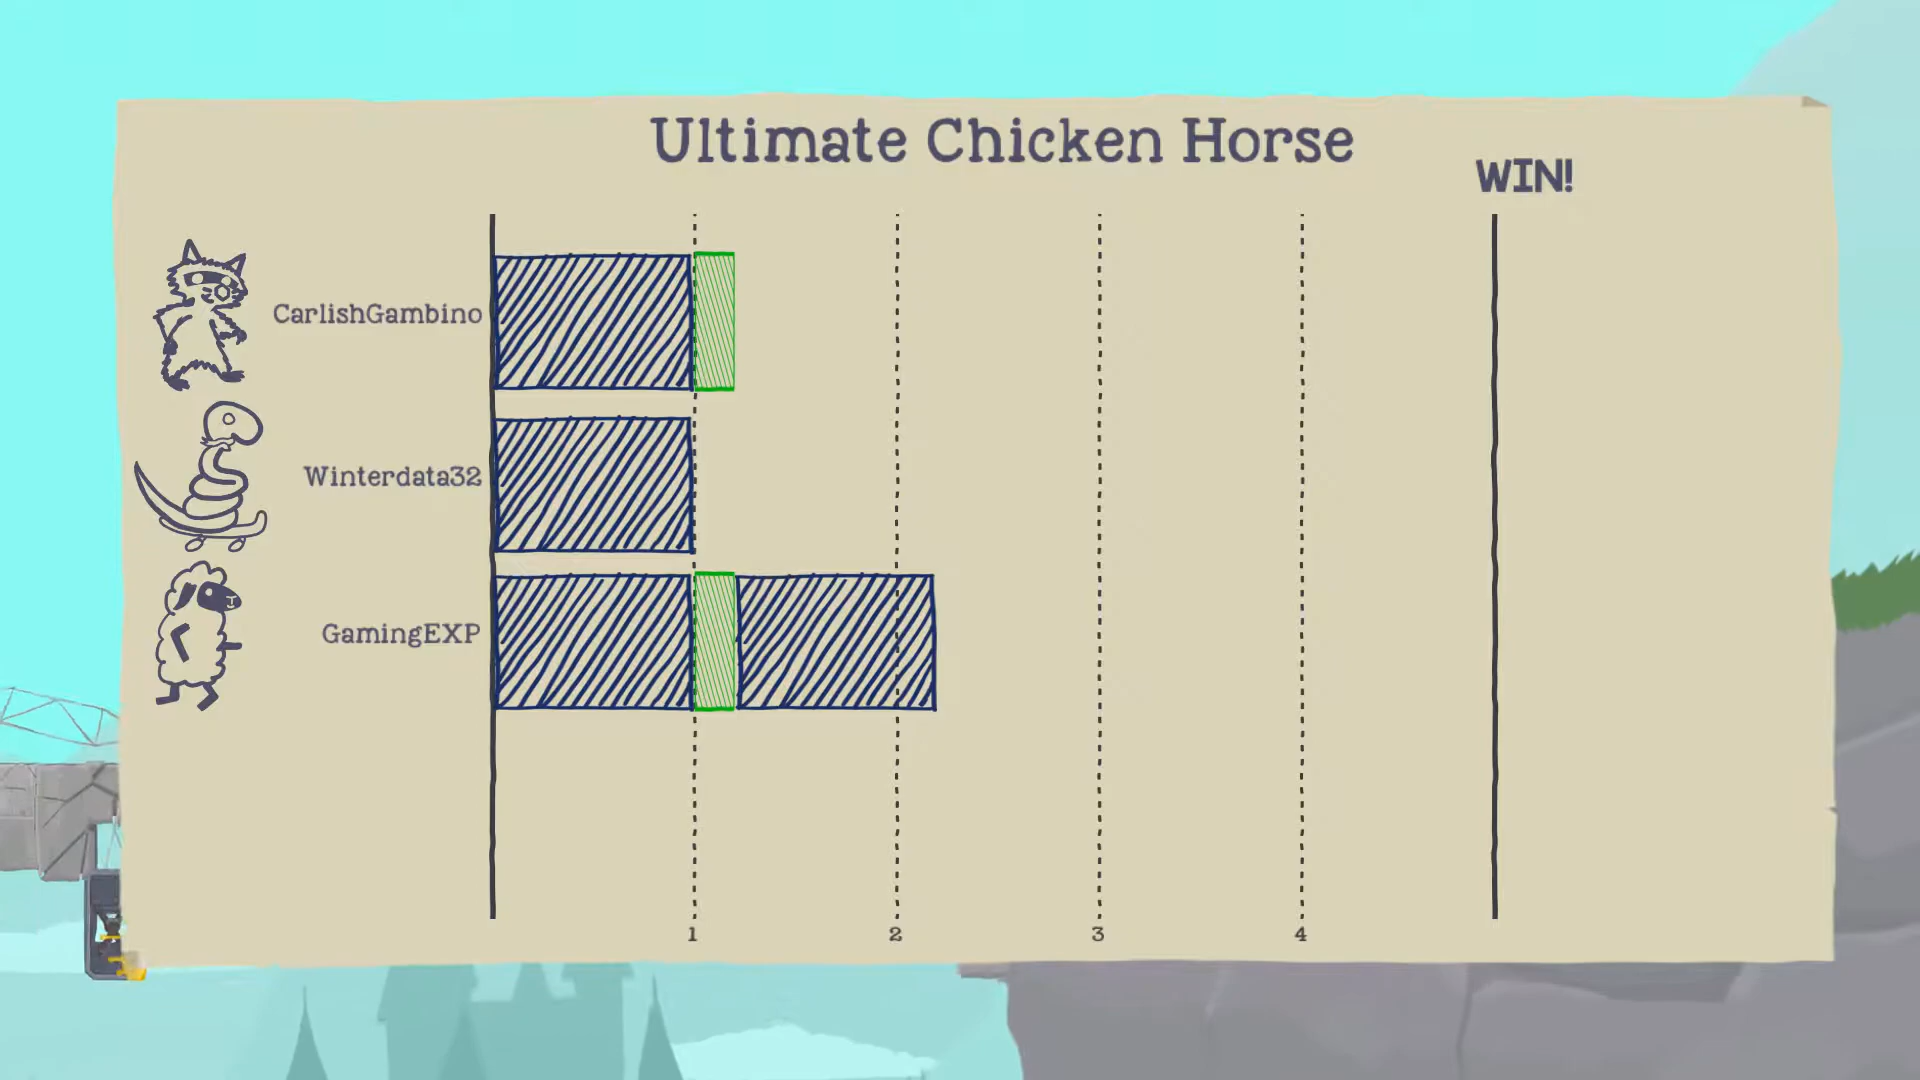 Ultimate Chicken Horse
WIN!
CarlishGambino
Winterdata32
GamingEXP
1 2 3 4